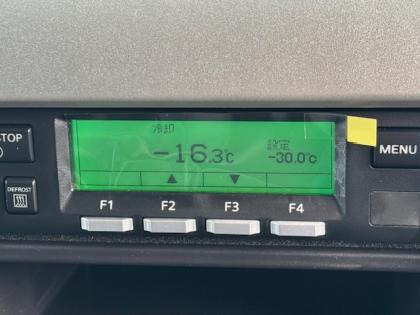 冷却
STOP
-16.3℃
設定
-30.0℃
MENU
DEFROST
▲ ▼
F1 F2 F3 F4